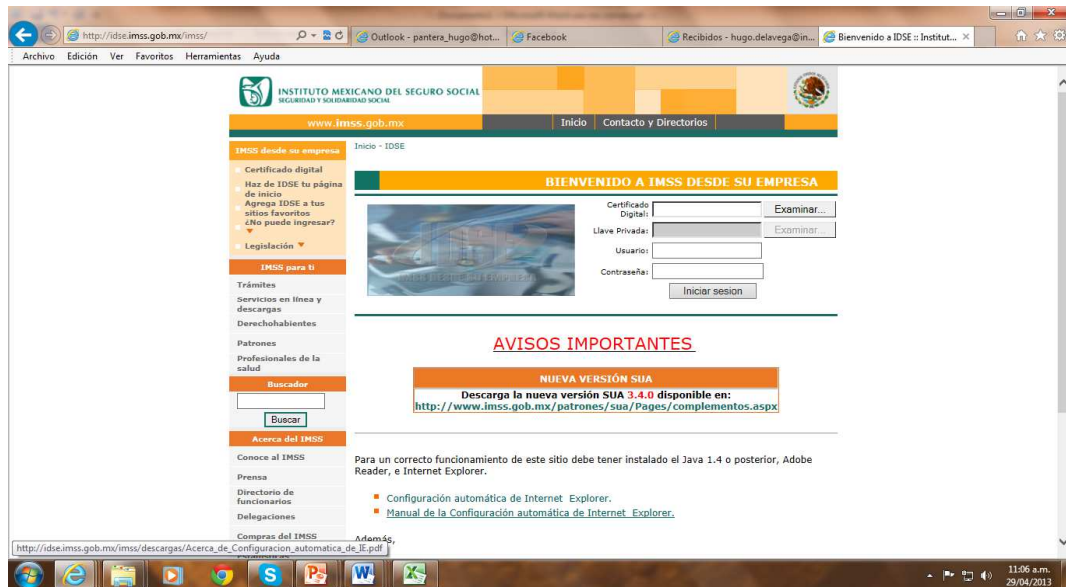 http://idse.imss.gob.mx/imss/
Outlook - pantera_hugo@hot...
Facebook
Recibidos - hugo.delavega@in...
Bienvenido a IDSE :: Institut...
Archivo Edición Ver Favoritos Herramientas Ayuda
INSTITUTO MEXICANO DEL SEGURO SOCIAL
SEGURIDAD Y SOLIDARIDAD SOCIAL
www.imss.gob.mx
Inicio Contacto y Directorios
IMSS desde su empresa
Certificado digital
Haz de IDSE tu página
de inicio
Agrega IDSE a tus
sitios favoritos
¿No puede ingresar?
Legislación
IMSS para ti
Trámites
Servicios en línea y
descargas
Derechohabientes
Patrones
Profesionales de la
salud
Buscador
Buscar
Acerca del IMSS
Conoce al IMSS
Prensa
Directorio de
funcionarios
Delegaciones
Compras del IMSS
Inicio - IDSE
BIENVENIDO A IMSS DESDE SU EMPRESA
IMSS DESDE SU EMPRESA
Certificado
Digital:
Examinar...
Llave Privada:
Examinar...
Usuario:
Contraseña:
Iniciar sesion
AVISOS IMPORTANTES
NUEVA VERSIÓN SUA
Descarga la nueva versión SUA 3.4.0 disponible en:
http://www.imss.gob.mx/patrones/sua/Pages/complementos.aspx
Para un correcto funcionamiento de este sitio debe tener instalado el Java 1.4 o posterior, Adobe
Reader, e Internet Explorer.
Configuración automática de Internet Explorer.
Manual de la Configuración automática de Internet Explorer.
Además,
http://idse.imss.gob.mx/imss/descargas/Acerca_de_Configuracion_automatica_de_IE.pdf
11:06 a.m.
29/04/2013